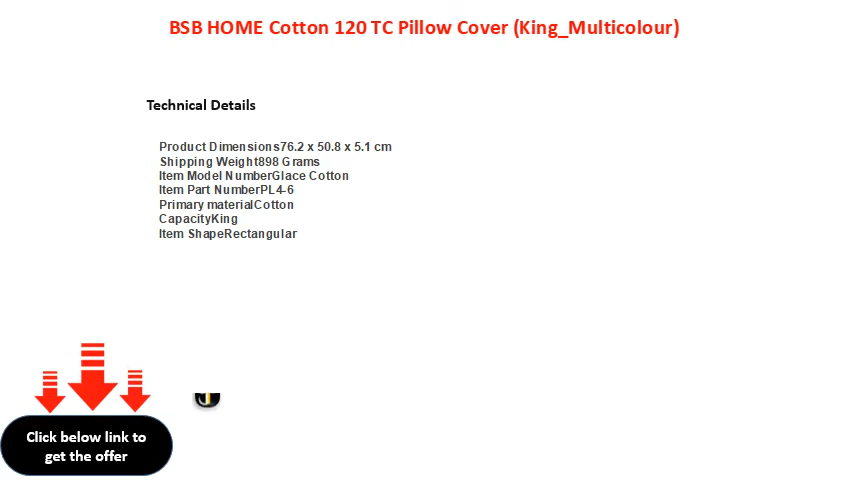 BSB HOME Cotton 120 TC Pillow Cover (King_Multicolour)
Technical Details
Product Dimensions76.2 x 50.8 x 5.1 cm
Shipping Weight898 Grams
Item Model NumberGlace Cotton
Item Part NumberPL4-6
Primary materialCotton
CapacityKing
Item ShapeRectangular
Click below link to
get the offer